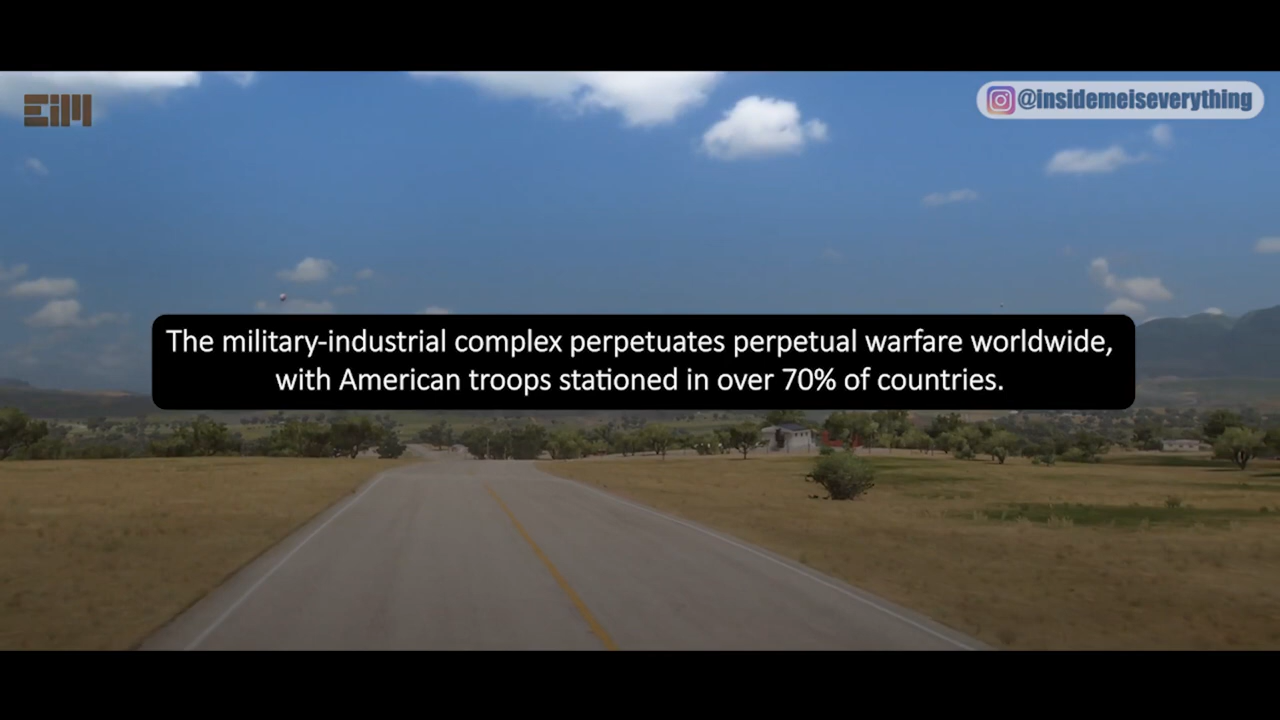 EiM
@insidemeiseverything
The military-industrial complex perpetuates perpetual warfare worldwide,
with American troops stationed in over 70% of countries.